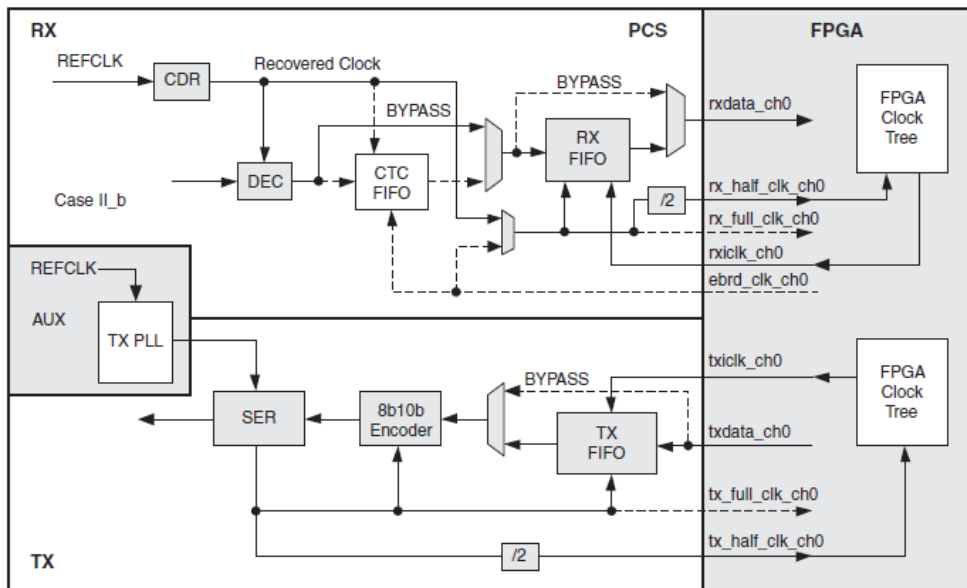 RX
PCS
FPGA
REFCLK
CDR
Recovered Clock
BYPASS
BYPASS
rxdata_ch0
FPGA
Clock
Tree
RX
FIFO
DEC
CTC
FIFO
Case II_b
/2
rx_half_clk_ch0
rx_full_clk_ch0
rxiclk_ch0
ebrd_clk_ch0
REFCLK
AUX
TX PLL
txiclk_ch0
FPGA
Clock
Tree
BYPASS
SER
8b10b
Encoder
TX
FIFO
txdata_ch0
tx_full_clk_ch0
tx_half_clk_ch0
/2
TX